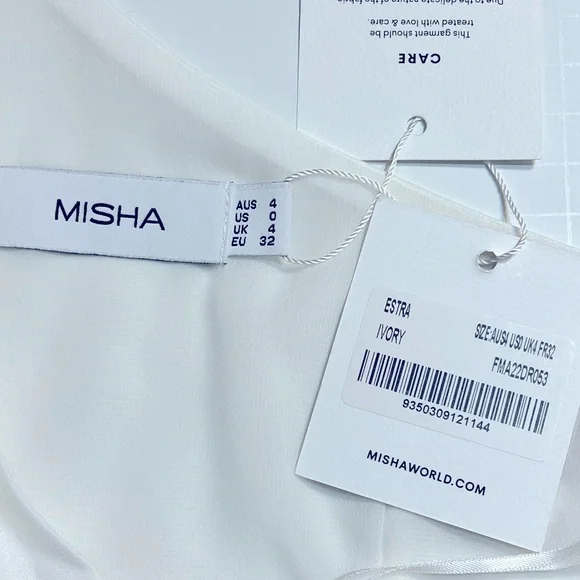 CARE
This garment should be
treated with love & care.
Due to the delicate nature of the fabric
MISHA
AUS 4
US 0
UK 4
EU 32
ESTRA
IVORY
SIZE:AUS4 US0 UK4 FR32
FMA22DR053
9350309121144
MISHAWORLD.COM